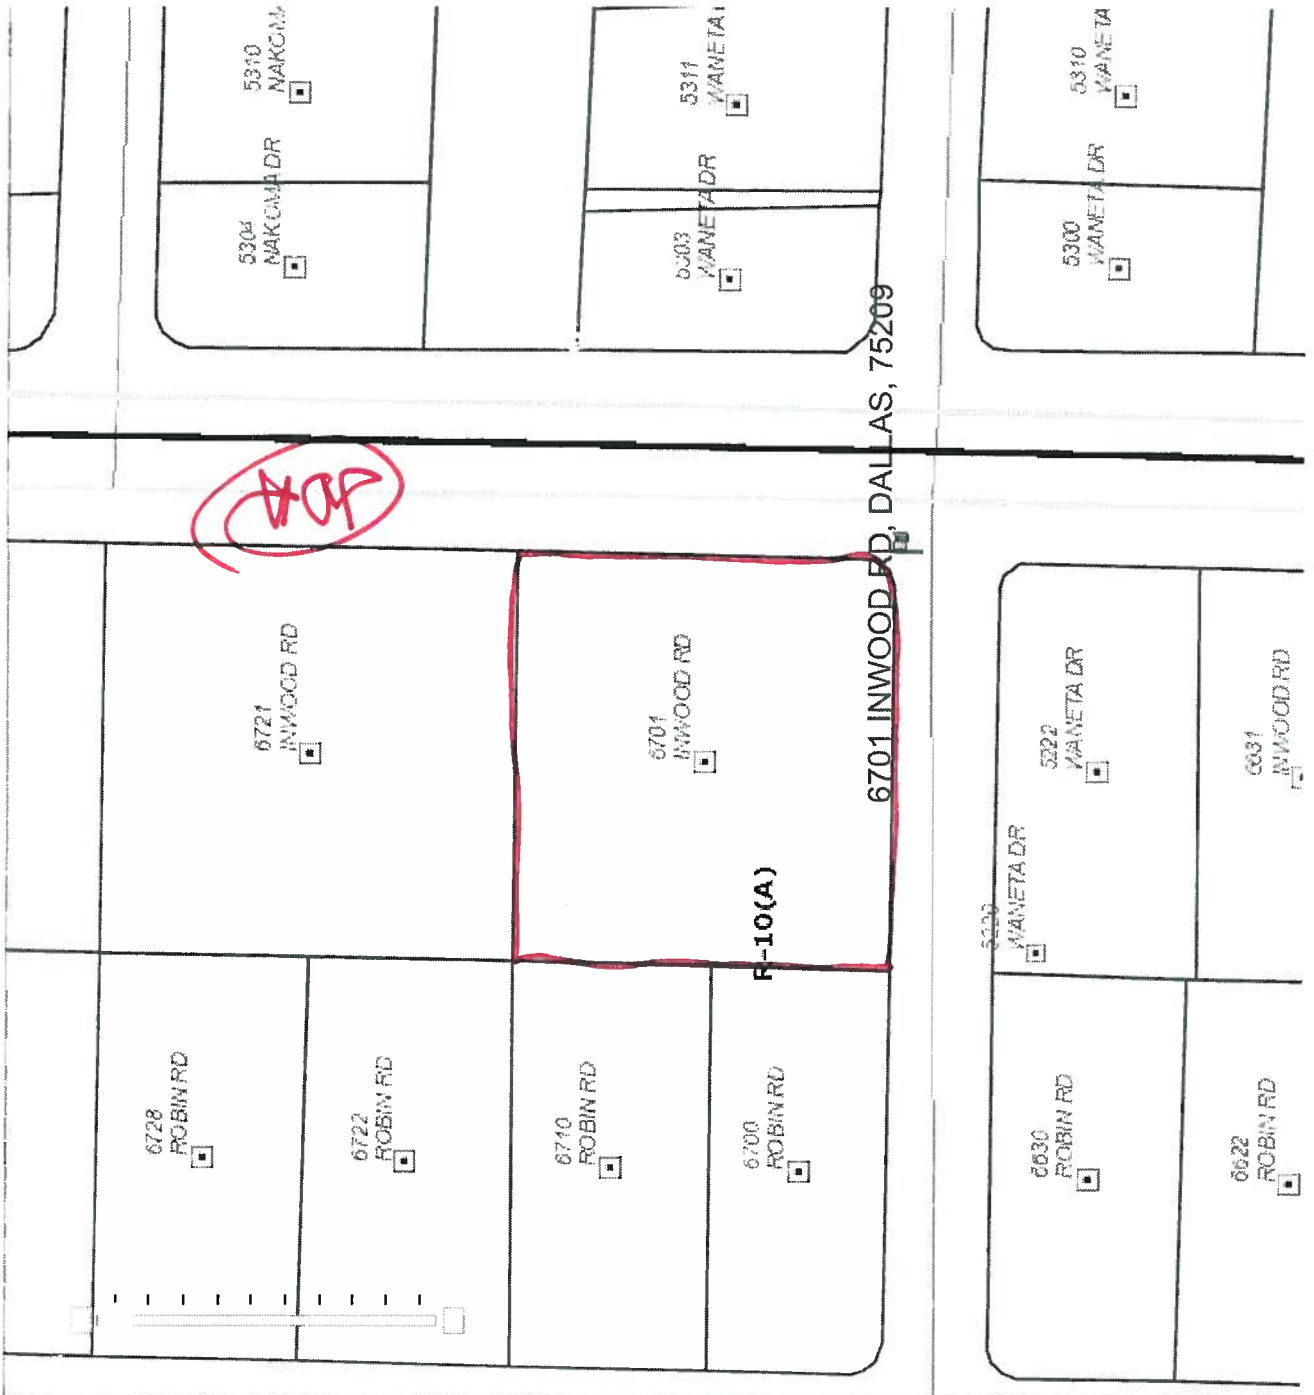 5310
NAKOM
5304
NAKOMA DR
5311
WANETA
5303
WANETA DR
5310
WANETA
5300
WANETA DR
6721
INWOOD RD
6701
INWOOD RD
6701 INWOOD RD, DALLAS, 75209
R-10(A)
5222
WANETA DR
6631
INWOOD RD
WANETA DR
6728
ROBIN RD
6722
ROBIN RD
6710
ROBIN RD
6700
ROBIN RD
6630
ROBIN RD
6622
ROBIN RD